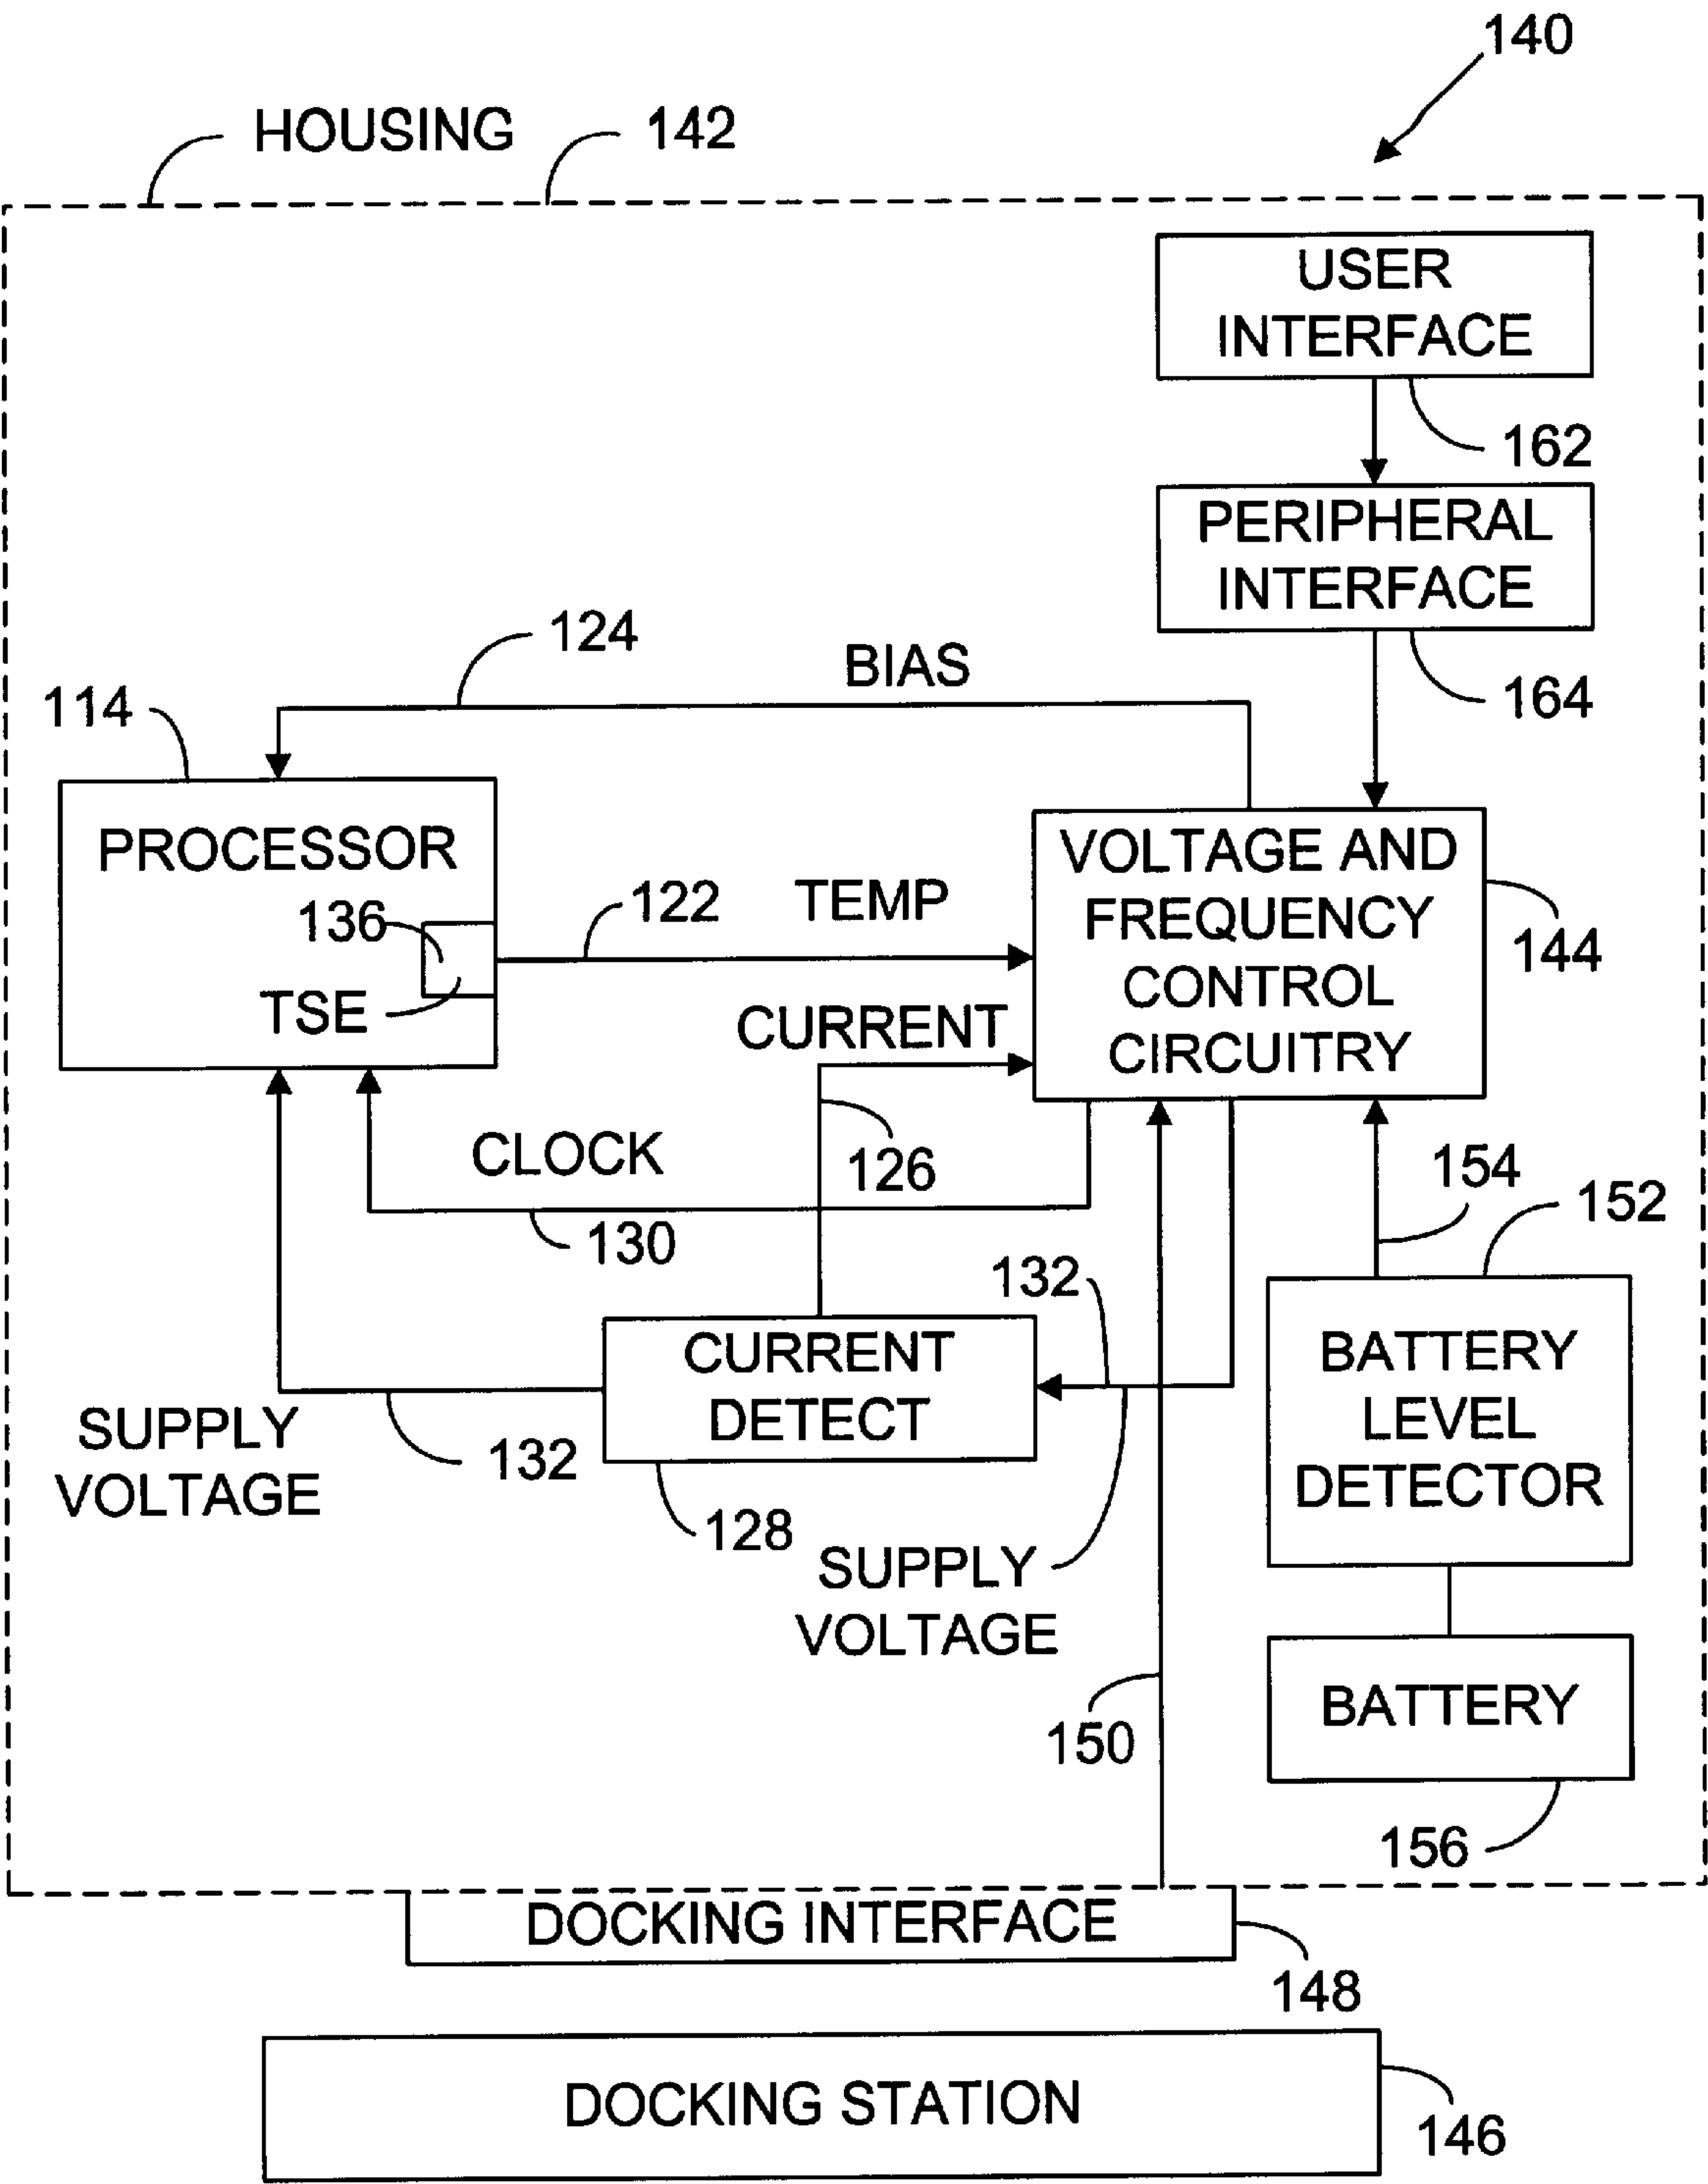 140
HOUSING
142
USER
INTERFACE
162
PERIPHERAL
INTERFACE
124
BIAS
164
114
PROCESSOR
VOLTAGE AND
FREQUENCY
CONTROL
CIRCUITRY
136
122
TEMP
144
TSE
CURRENT
CLOCK
126
154
152
130
132
CURRENT
DETECT
BATTERY
LEVEL
DETECTOR
SUPPLY
VOLTAGE
132
128
SUPPLY
VOLTAGE
150
BATTERY
156
DOCKING INTERFACE
148
DOCKING STATION
146